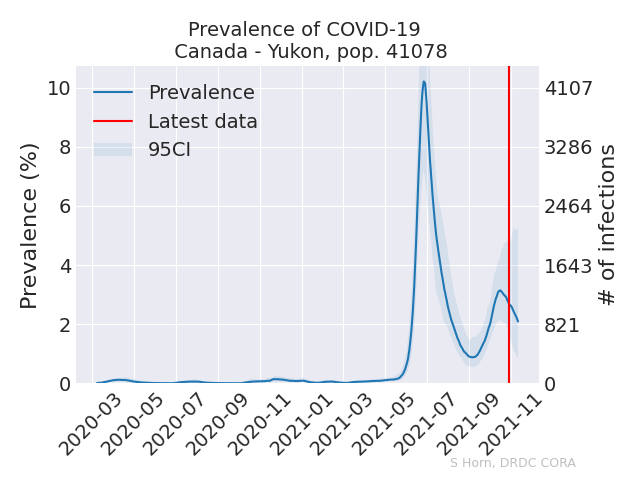 Prevalence of COVID-19
Canada - Yukon, pop. 41078
Prevalence
Latest data
95CI
Prevalence (%)
10
8
6
4
2
0
4107
3286
2464
1643
821
0
# of infections
2020-03
2020-05
2020-07
2020-09
2020-11
2021-01
2021-03
2021-05
2021-07
2021-09
2021-11
S Horn, DRDC CORA